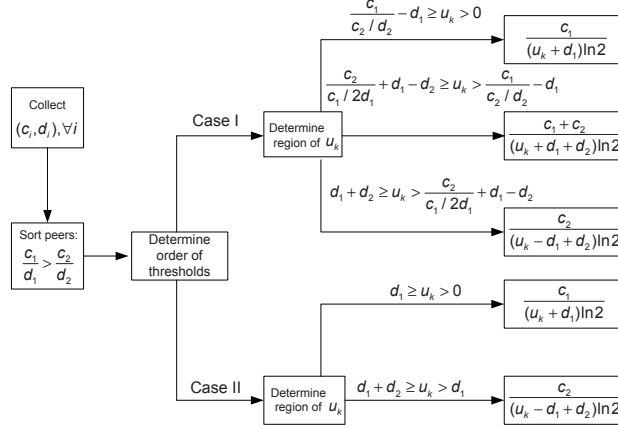 Collect
(c_i, d_i), ∀i
Sort peers:
c_1/d_1 > c_2/d_2
Determine
order of
thresholds
Case I
Determine
region of u_k
c_1/(c_2 / d_2) − d_1 ≥ u_k > 0
c_1/((u_k + d_1)ln2)
c_2/(c_1 / 2d_1) + d_1 − d_2 ≥ u_k > c_1/(c_2 / d_2) − d_1
(c_1 + c_2)/((u_k + d_1 + d_2)ln2)
d_1 + d_2 ≥ u_k > c_2/(c_1 / 2d_1) + d_1 − d_2
c_2/((u_k − d_1 + d_2)ln2)
Case II
Determine
region of u_k
d_1 ≥ u_k > 0
c_1/((u_k + d_1)ln2)
d_1 + d_2 ≥ u_k > d_1
c_2/((u_k − d_1 + d_2)ln2)